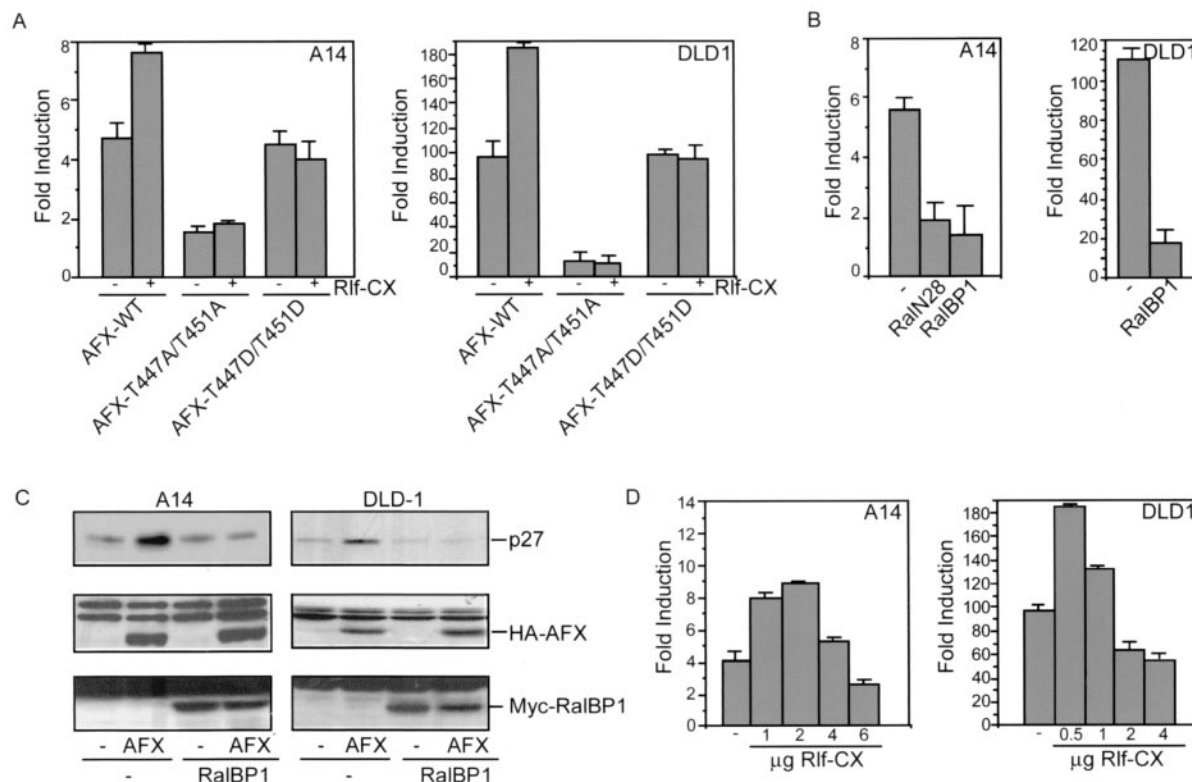 A
Fold Induction
8
6
4
2
0
A14
- + - + - + Rlf-CX
AFX-WT
AFX-T447A/T451A
AFX-T447D/T451D
Fold Induction
180
160
140
120
100
80
60
40
20
0
DLD1
- + - + - + Rlf-CX
AFX-WT
AFX-T447A/T451A
AFX-T447D/T451D
B
Fold Induction
8
6
4
2
0
A14
-
RalN28
RalBP1
Fold Induction
120
100
80
60
40
20
0
DLD1
-
RalBP1
C
A14
DLD-1
p27
HA-AFX
Myc-RalBP1
- AFX - AFX
- RalBP1
- AFX - AFX
- RalBP1
D
Fold Induction
14
12
10
8
6
4
2
0
A14
- 1 2 4 6
μg Rlf-CX
Fold Induction
180
160
140
120
100
80
60
40
20
0
DLD1
- 0.5 1 2 4
μg Rlf-CX